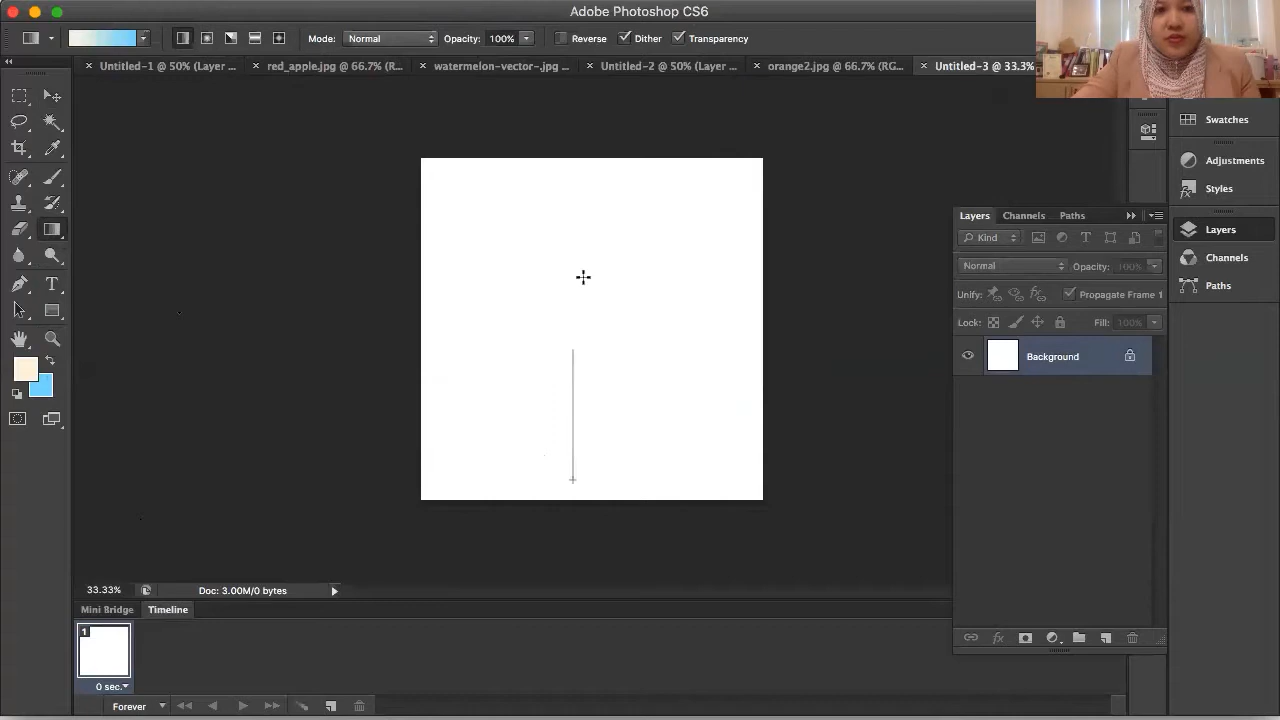 Adobe Photoshop CS6
Mode: Normal Opacity: 100% Reverse Dither Transparency
Untitled-1 @ 50% (Layer ... red_apple.jpg @ 66.7% (R... watermelon-vector-.jpg ... Untitled-2 @ 50% (Layer ... orange2.jpg @ 66.7% (RG... Untitled-3 @ 33.3%
Swatches
Adjustments
Styles
Layers
Channels
Paths
Layers Channels Paths
Kind
Normal Opacity: 100%
Unify: Propagate Frame 1
Lock: Fill: 100%
Background
33.33% Doc: 3.00M/0 bytes
Mini Bridge Timeline
1
0 sec.
Forever